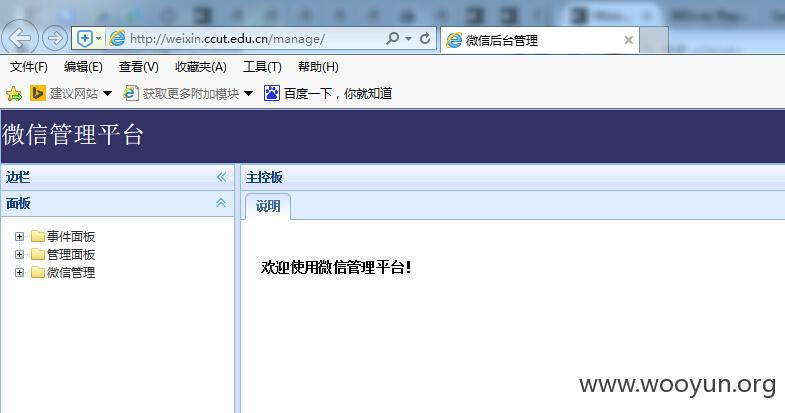 http://weixin.ccut.edu.cn/manage/
微信后台管理
文件(F) 编辑(E) 查看(V) 收藏夹(A) 工具(T) 帮助(H)
建议网站 获取更多附加模块 百度一下，你就知道
微信管理平台
边栏
主控板
面板
说明
事件面板
管理面板
微信管理
欢迎使用微信管理平台！
www.wooyun.org